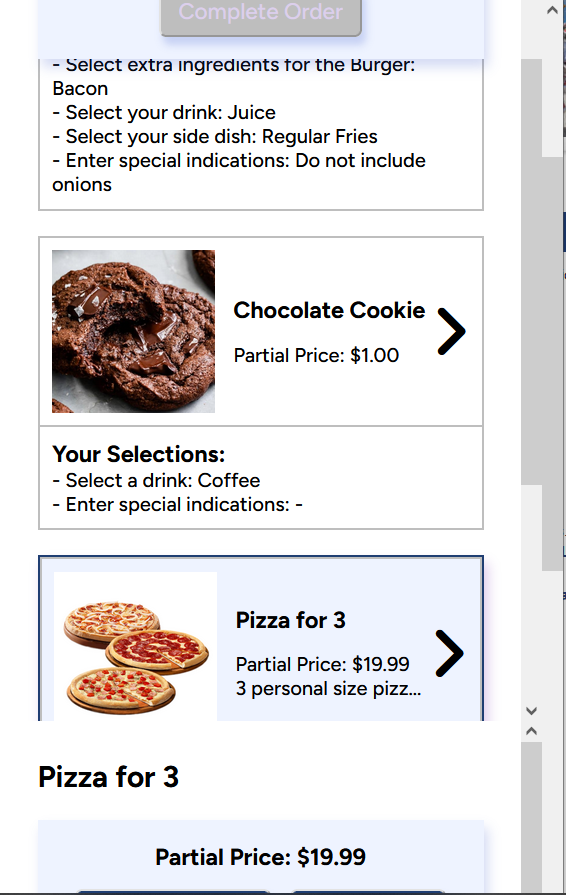 Complete Order
- Select extra ingredients for the Burger:
Bacon
- Select your drink: Juice
- Select your side dish: Regular Fries
- Enter special indications: Do not include
onions
Chocolate Cookie
Partial Price: $1.00
Your Selections:
- Select a drink: Coffee
- Enter special indications: -
Pizza for 3
Partial Price: $19.99
3 personal size pizz...
Pizza for 3
Partial Price: $19.99